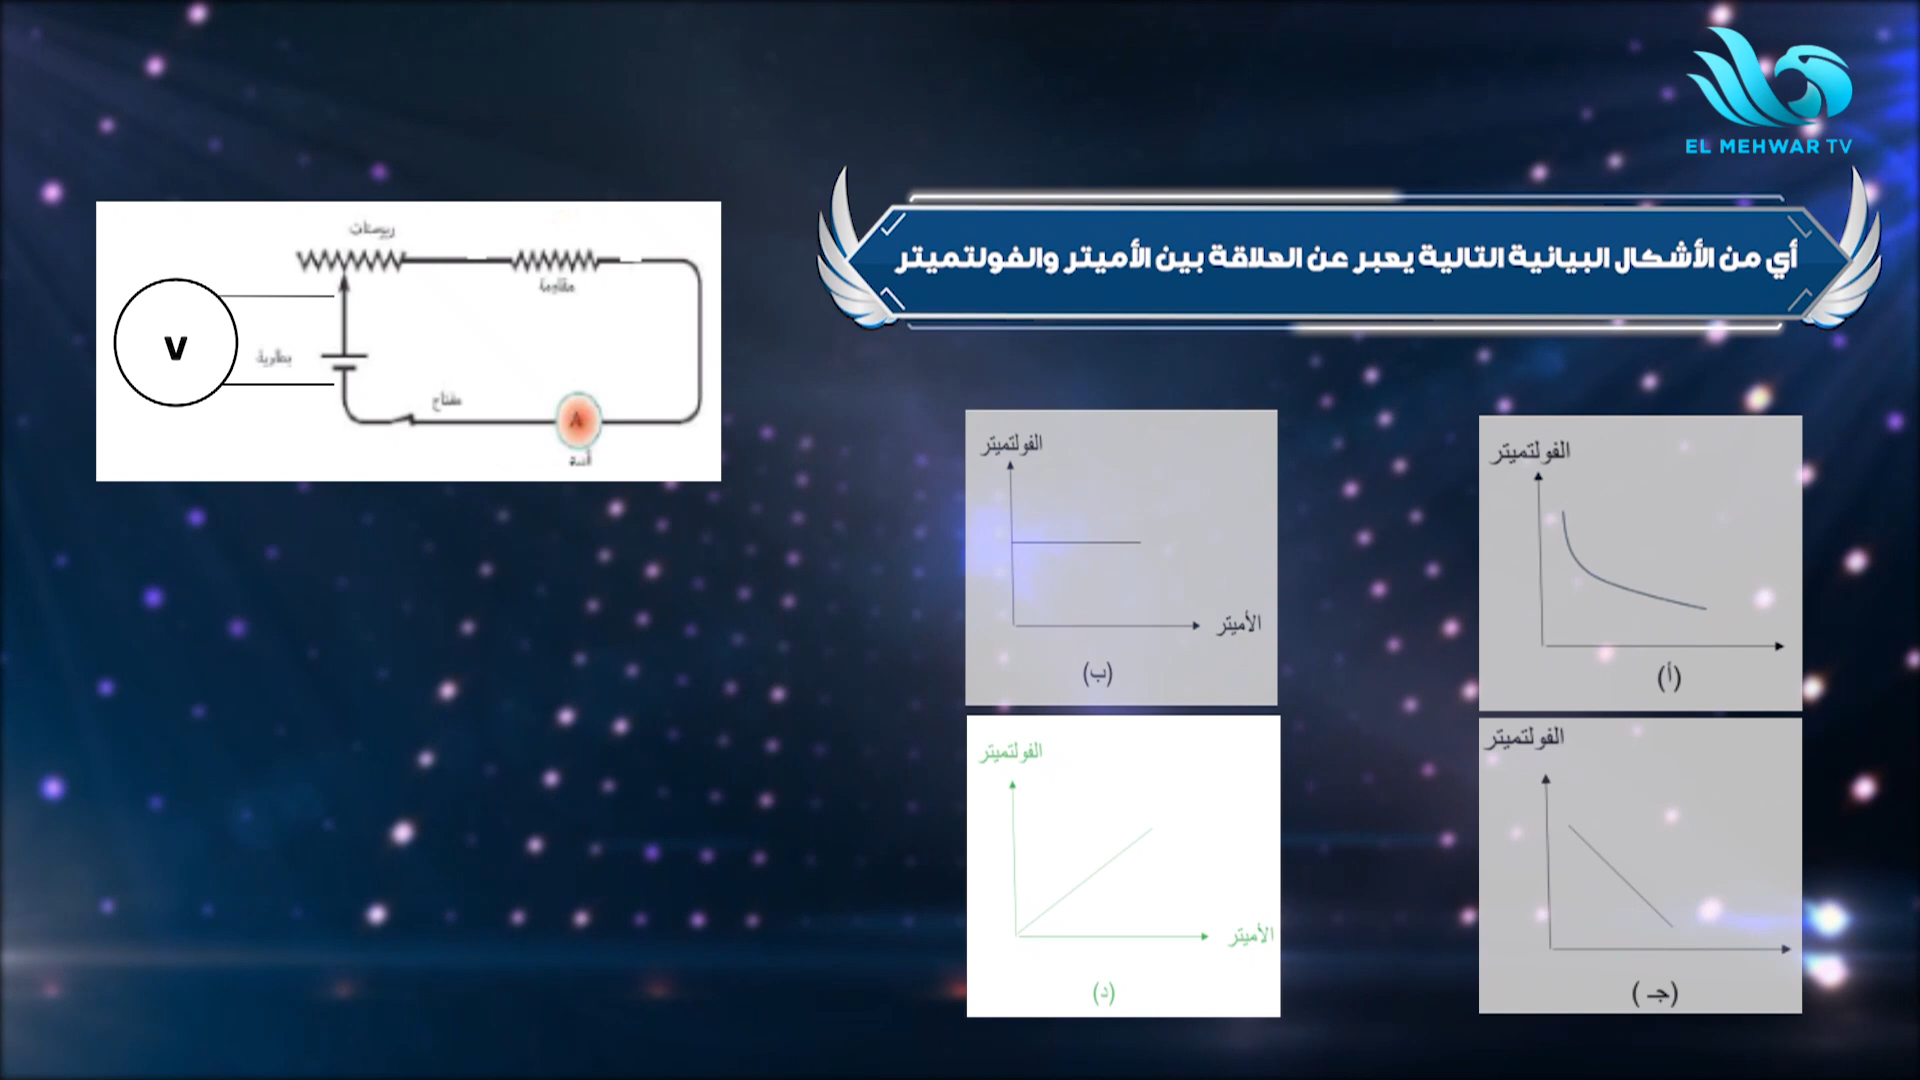 EL MEHWAR TV
أي من الأشكال البيانية التالية يعبر عن العلاقة بين الأميتر والفولتميتر
ريوستات
مقاومة
V
بطارية
مفتاح
A
الفولتميتر
(أ)
الفولتميتر
الأميتر
(ب)
الفولتميتر
(جـ)
الفولتميتر
الأميتر
(د)